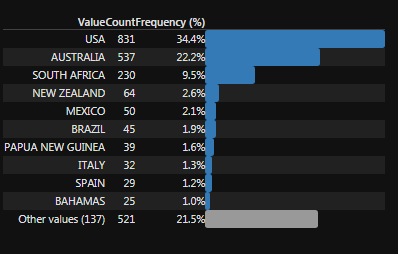 ValueCountFrequency (%)
USA 831 34.4%
AUSTRALIA 537 22.2%
SOUTH AFRICA 230 9.5%
NEW ZEALAND 64 2.6%
MEXICO 50 2.1%
BRAZIL 45 1.9%
PAPUA NEW GUINEA 39 1.6%
ITALY 32 1.3%
SPAIN 29 1.2%
BAHAMAS 25 1.0%
Other values (137) 521 21.5%